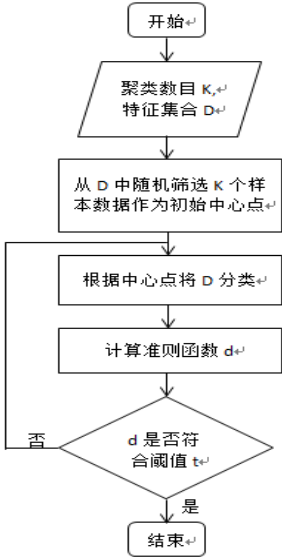 开始
聚类数目 K,
特征集合 D
从 D 中随机筛选 K 个样
本数据作为初始中心点
根据中心点将 D 分类
计算准则函数 d
否
d 是否符
合阈值 t
是
结束